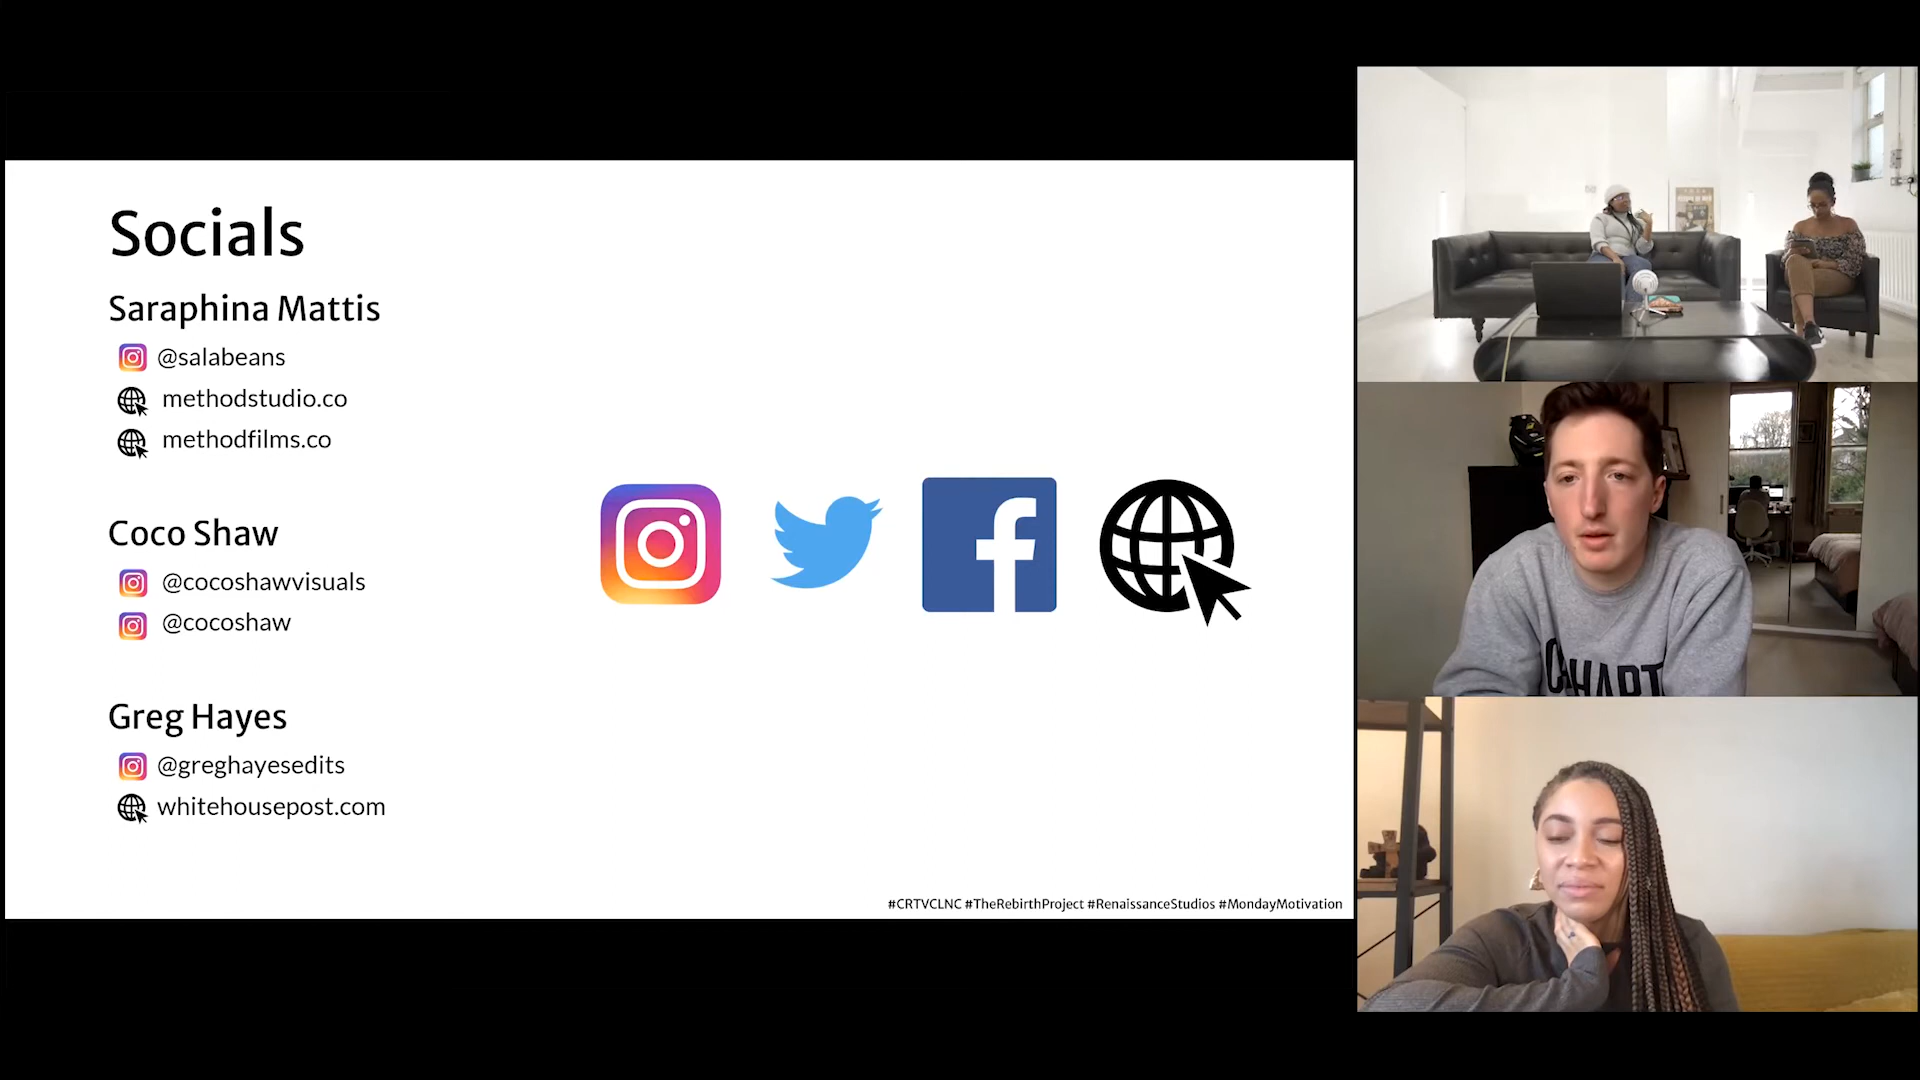 Socials
Saraphina Mattis
@salabeans
methodstudio.co
methodfilms.co
Coco Shaw
@cocoshawvisuals
@cocoshaw
Greg Hayes
@greghayesedits
whitehousepost.com
#CRTVCLNC #TheRebirthProject #RenaissanceStudios #MondayMotivation